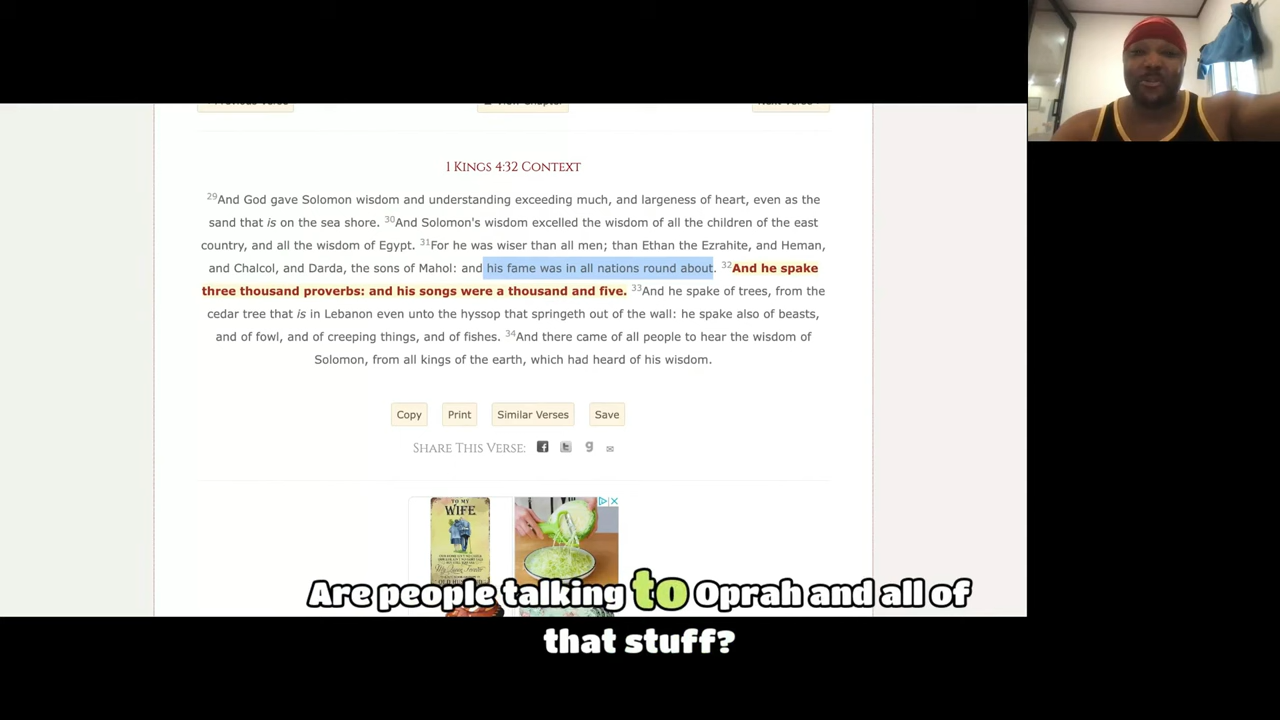 1 Kings 4:32 Context
29And God gave Solomon wisdom and understanding exceeding much, and largeness of heart, even as the
sand that is on the sea shore. 30And Solomon's wisdom excelled the wisdom of all the children of the east
country, and all the wisdom of Egypt. 31For he was wiser than all men; than Ethan the Ezrahite, and Heman,
and Chalcol, and Darda, the sons of Mahol: and his fame was in all nations round about. 32And he spake
three thousand proverbs: and his songs were a thousand and five. 33And he spake of trees, from the
cedar tree that is in Lebanon even unto the hyssop that springeth out of the wall: he spake also of beasts,
and of fowl, and of creeping things, and of fishes. 34And there came of all people to hear the wisdom of
Solomon, from all kings of the earth, which had heard of his wisdom.
Copy Print Similar Verses Save
Share This Verse:
TO MY
WIFE
Are people talking to Oprah and all of
that stuff?